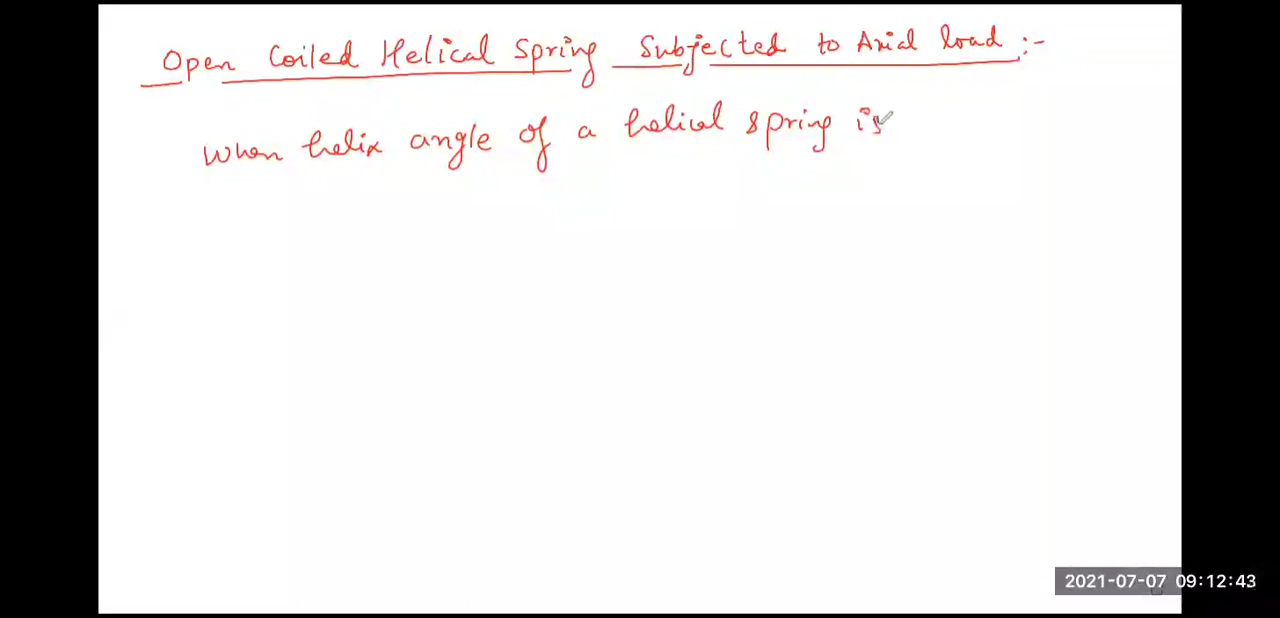 Open Coiled Helical Spring Subjected to Axial load :-
When helix angle of a helical spring is
2021-07-07 09:12:43